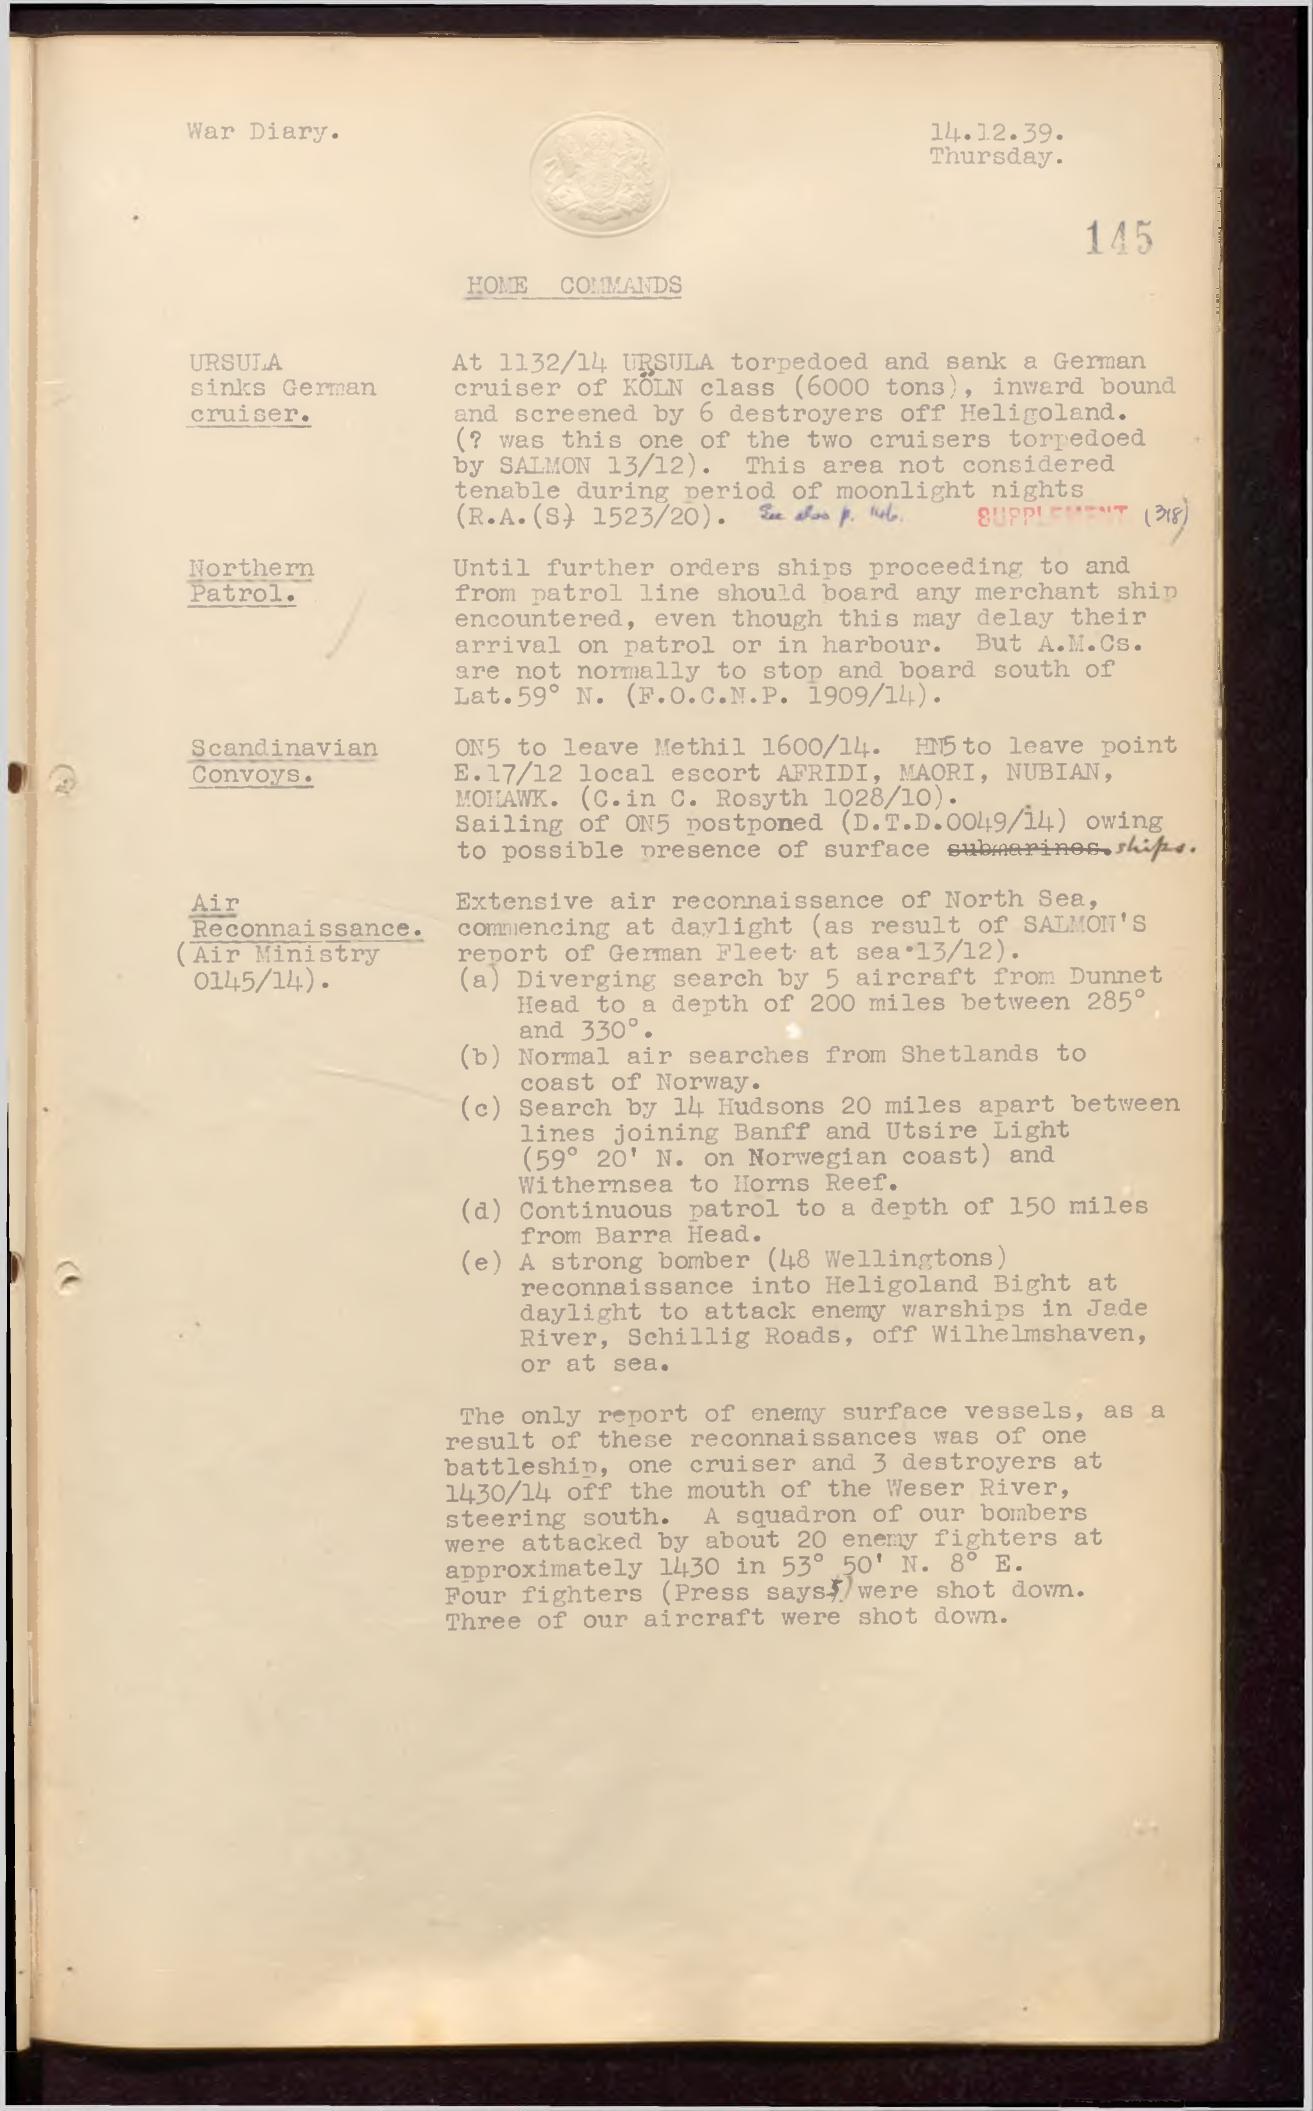 War Diary.
14.12.39.
Thursday.
145
HOME COMMANDS
URSULA
sinks German
cruiser.
At 1132/14 URSULA torpedoed and sank a German
cruiser of KÖLN class (6000 tons), inward bound
and screened by 6 destroyers off Heligoland.
(? was this one of the two cruisers torpedoed
by SALMON 13/12). This area not considered
tenable during period of moonlight nights
(R.A.(S) 1523/20). See also p. 146. SUPPLEMENT (318)
Northern
Patrol.
Until further orders ships proceeding to and
from patrol line should board any merchant ship
encountered, even though this may delay their
arrival on patrol or in harbour. But A.M.Cs.
are not normally to stop and board south of
Lat.59° N. (F.O.C.N.P. 1909/14).
Scandinavian
Convoys.
ON5 to leave Methil 1600/14. HN5 to leave point
E.17/12 local escort AFRIDI, MAORI, NUBIAN,
MOHAWK. (C.in C. Rosyth 1028/10).
Sailing of ON5 postponed (D.T.D.0049/14) owing
to possible presence of surface submarines. ships.
Air
Reconnaissance.
(Air Ministry
0145/14).
Extensive air reconnaissance of North Sea,
commencing at daylight (as result of SALMON'S
report of German Fleet at sea 13/12).
(a) Diverging search by 5 aircraft from Dunnet
Head to a depth of 200 miles between 285°
and 330°.
(b) Normal air searches from Shetlands to
coast of Norway.
(c) Search by 14 Hudsons 20 miles apart between
lines joining Banff and Utsire Light
(59° 20' N. on Norwegian coast) and
Withernsea to Horns Reef.
(d) Continuous patrol to a depth of 150 miles
from Barra Head.
(e) A strong bomber (48 Wellingtons)
reconnaissance into Heligoland Bight at
daylight to attack enemy warships in Jade
River, Schillig Roads, off Wilhelmshaven,
or at sea.
The only report of enemy surface vessels, as a
result of these reconnaissances was of one
battleship, one cruiser and 3 destroyers at
1430/14 off the mouth of the Weser River,
steering south. A squadron of our bombers
were attacked by about 20 enemy fighters at
approximately 1430 in 53° 50' N. 8° E.
Four fighters (Press says 5) were shot down.
Three of our aircraft were shot down.